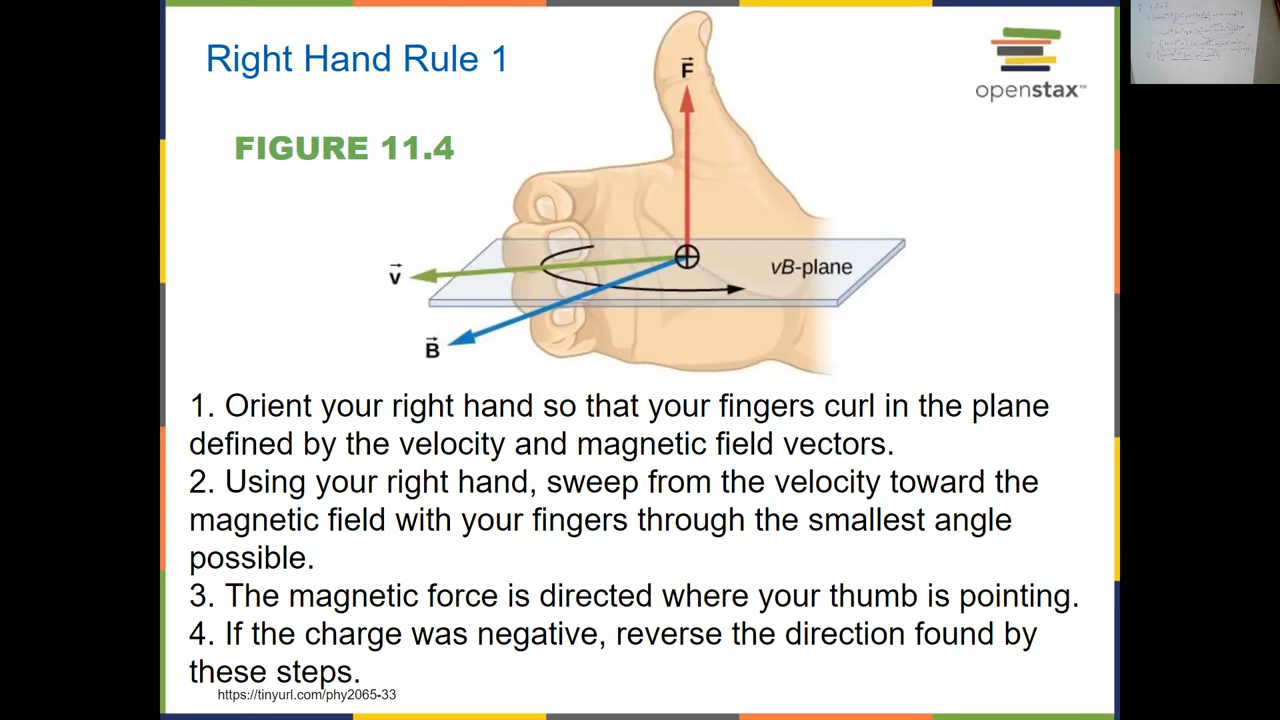 Right Hand Rule 1
openstax™
FIGURE 11.4
F
v
vB-plane
B
1. Orient your right hand so that your fingers curl in the plane
defined by the velocity and magnetic field vectors.
2. Using your right hand, sweep from the velocity toward the
magnetic field with your fingers through the smallest angle
possible.
3. The magnetic force is directed where your thumb is pointing.
4. If the charge was negative, reverse the direction found by
these steps.
https://tinyurl.com/phy2065-33